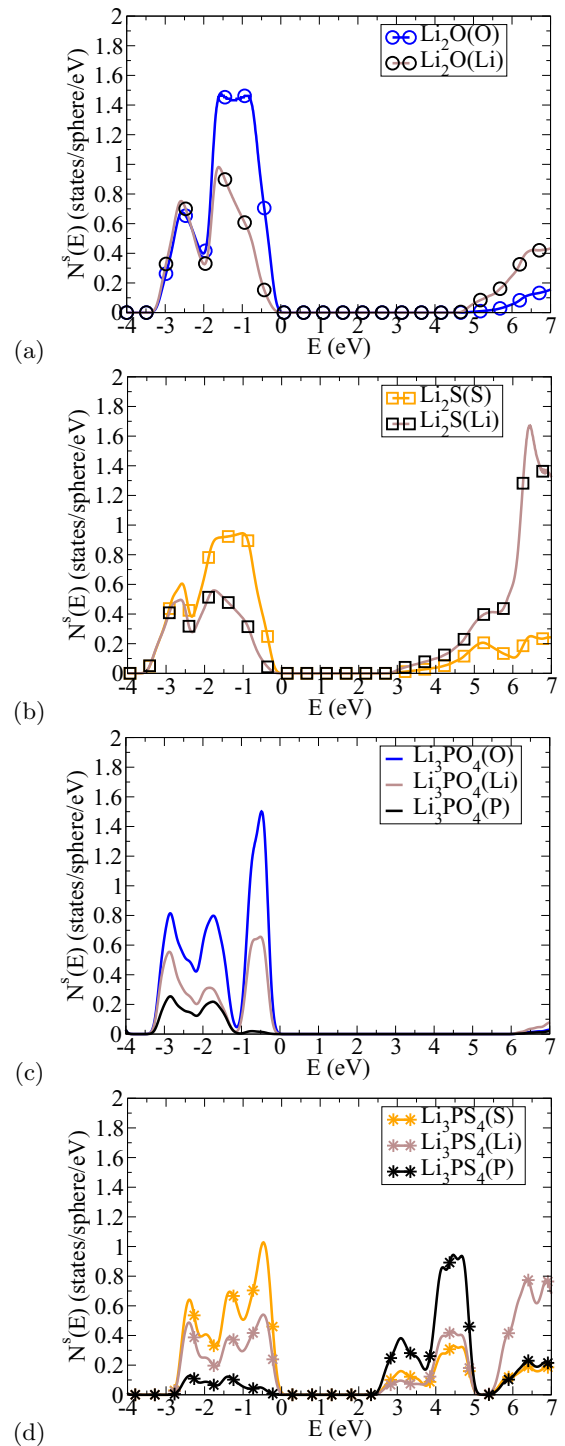 2
1.8
1.6
1.4
1.2
1
0.8
0.6
0.4
0.2
0
-4 -3 -2 -1 0 1 2 3 4 5 6 7
E (eV)
Nˢ(E) (states/sphere/eV)
Li₂O(O)
Li₂O(Li)
(a)
2
1.8
1.6
1.4
1.2
1
0.8
0.6
0.4
0.2
0
-4 -3 -2 -1 0 1 2 3 4 5 6 7
E (eV)
Nˢ(E) (states/sphere/eV)
Li₂S(S)
Li₂S(Li)
(b)
2
1.8
1.6
1.4
1.2
1
0.8
0.6
0.4
0.2
0
-4 -3 -2 -1 0 1 2 3 4 5 6 7
E (eV)
Nˢ(E) (states/sphere/eV)
Li₃PO₄(O)
Li₃PO₄(Li)
Li₃PO₄(P)
(c)
2
1.8
1.6
1.4
1.2
1
0.8
0.6
0.4
0.2
0
-4 -3 -2 -1 0 1 2 3 4 5 6 7
E (eV)
Nˢ(E) (states/sphere/eV)
Li₃PS₄(S)
Li₃PS₄(Li)
Li₃PS₄(P)
(d)